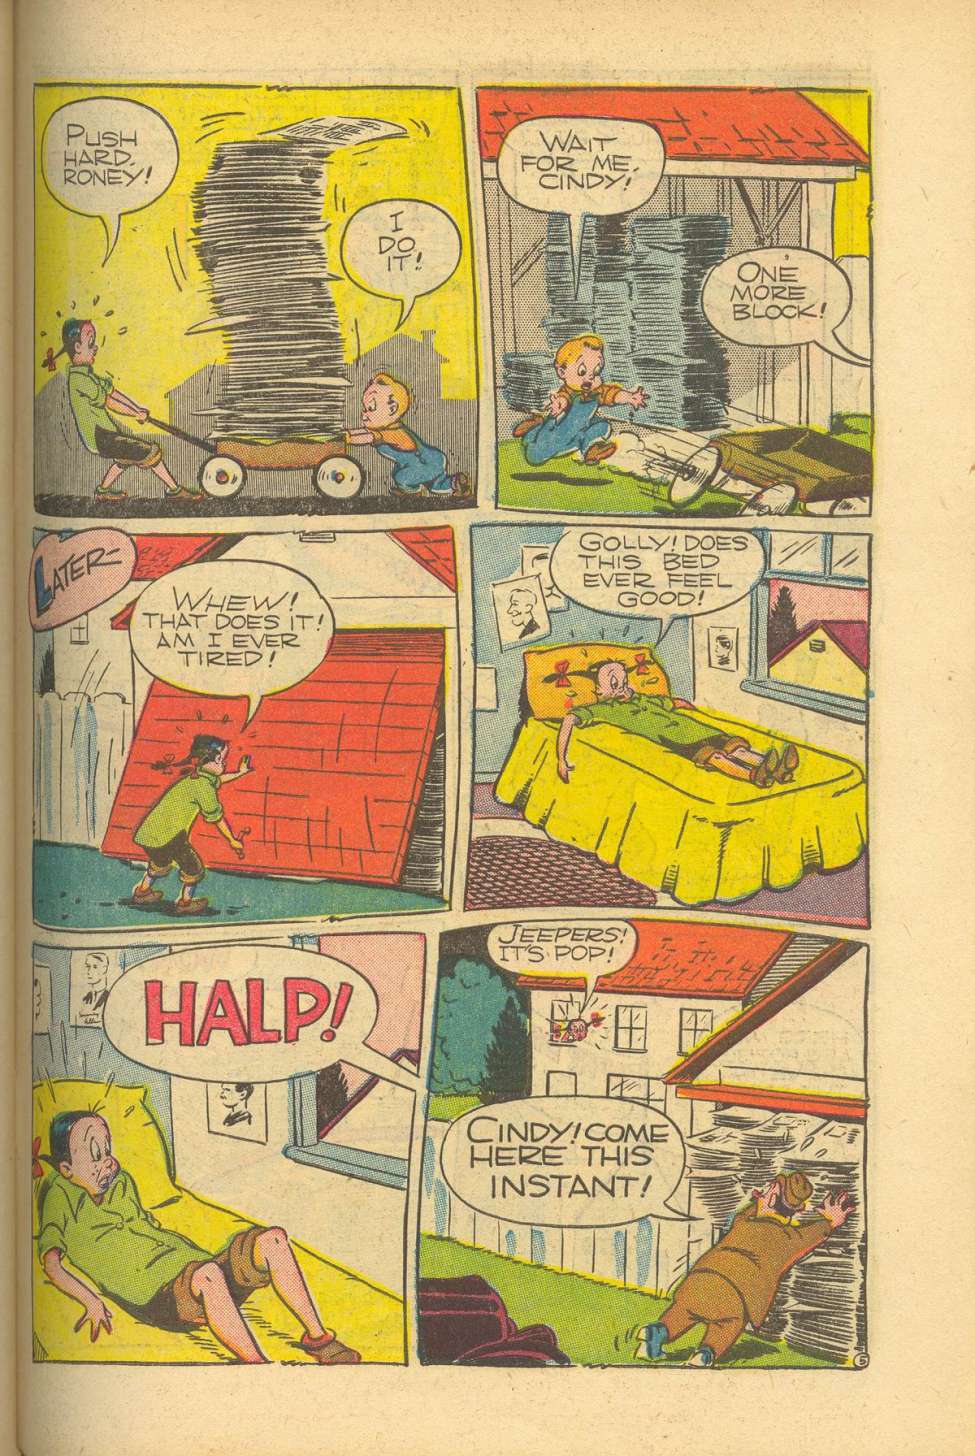 PUSH
HARD,
RONEY!
I
DO
IT!
WAIT
FOR ME,
CINDY!
ONE
MORE
BLOCK!
LATER-
WHEW!
THAT DOES IT!
AM I EVER
TIRED!
GOLLY! DOES
THIS BED
EVER FEEL
GOOD!
HALP!
JEEPERS!
IT'S POP!
CINDY! COME
HERE THIS
INSTANT!
5